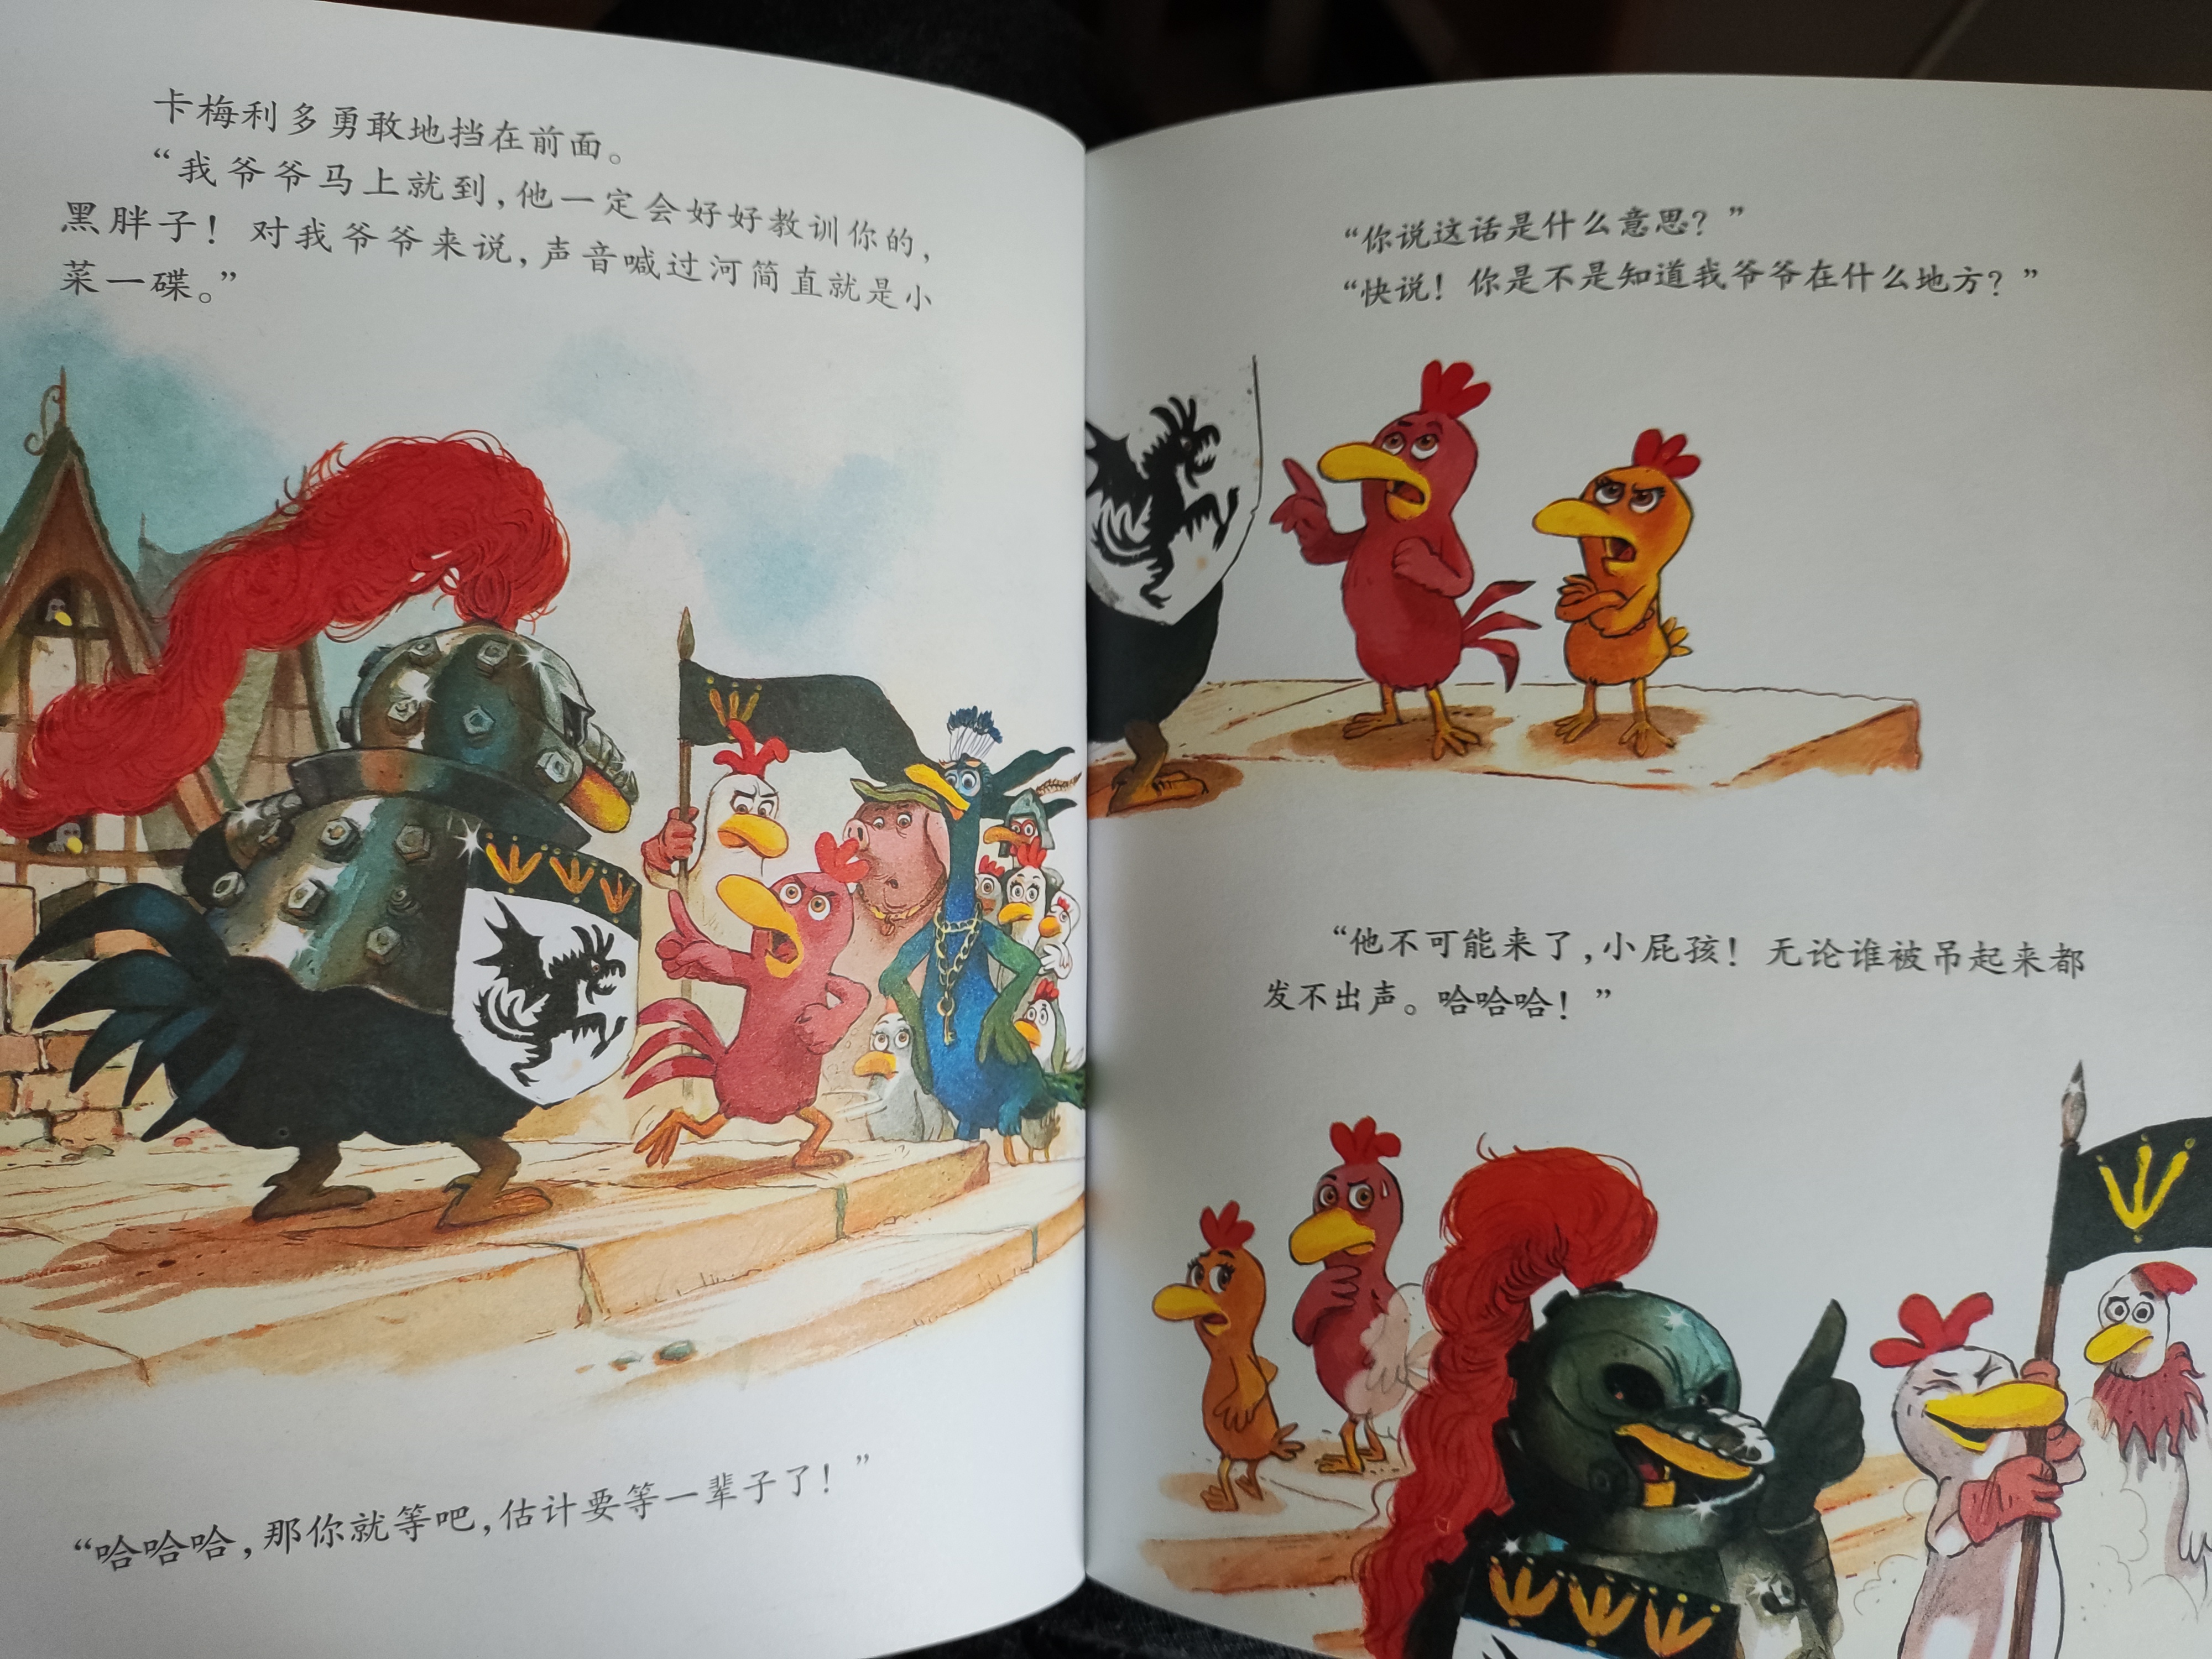 卡梅利多勇敢地挡在前面。
“我爷爷马上就到，他一定会好好教训你的，
黑胖子！对我爷爷来说，声音喊过河简直就是小
菜一碟。”
“哈哈哈，那你就等吧，估计要等一辈子了！”
“你说这话是什么意思？”
“快说！你是不是知道我爷爷在什么地方？”
“他不可能来了，小屁孩！无论谁被吊起来都
发不出声。哈哈哈！”